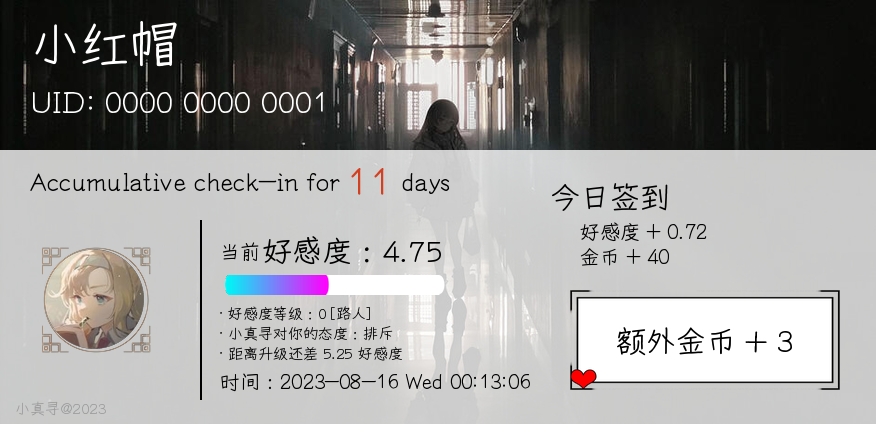 小红帽
UID: 0000 0000 0001
Accumulative check-in for 11 days
当前好感度：4.75
·好感度等级：0[路人]
·小真寻对你的态度：排斥
·距离升级还差 5.25 好感度
时间：2023-08-16 Wed 00:13:06
今日签到
好感度 + 0.72
金币 + 40
额外金币 + 3
小真寻@2023